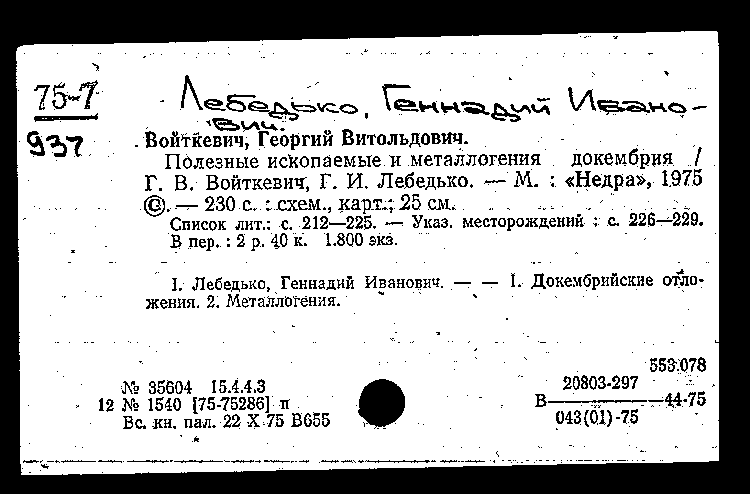 75-7
937
Лебедько, Геннадий Ивано-
вич.
Войткевич, Георгий Витольдович.
Полезные ископаемые и металлогения докембрия /
Г. В. Войткевич, Г. И. Лебедько. — М. : «Недра», 1975
©. — 230 с. : схем., карт.; 25 см.
Список лит.: с. 212—225. — Указ. месторождений : с. 226—229.
В пер. : 2 р. 40 к. 1.800 экз.
I. Лебедько, Геннадий Иванович. — — 1. Докембрийские отло-
жения. 2. Металлогения.
553.078
№ 35604 15.4.4.3
20803-297
12 № 1540 [75-75286] п
В————44-75
Вс. кн. пал. 22 X 75 В655
043(01)-75